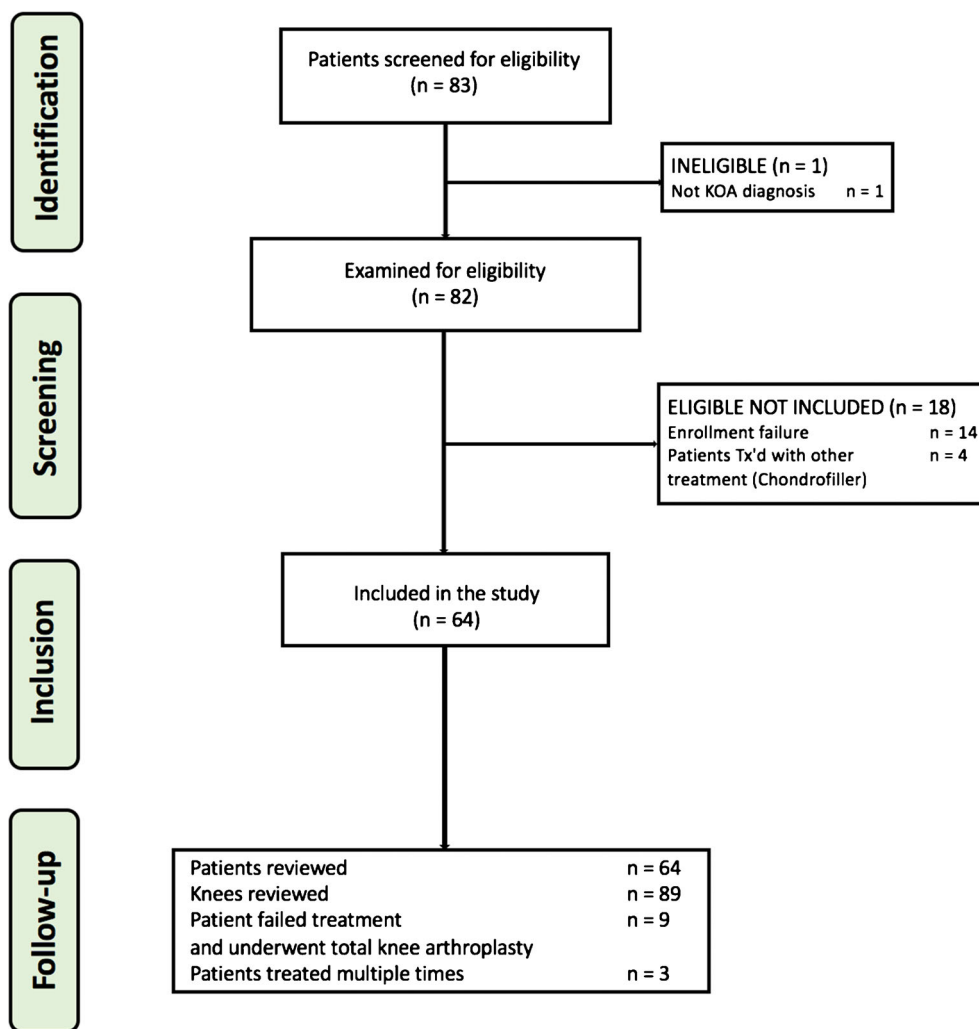 Identification
Patients screened for eligibility
(n = 83)
INELIGIBLE (n = 1)
Not KOA diagnosis n = 1
Examined for eligibility
(n = 82)
Screening
ELIGIBLE NOT INCLUDED (n = 18)
Enrollment failure n = 14
Patients Tx'd with other n = 4
treatment (Chondrofiller)
Inclusion
Included in the study
(n = 64)
Follow-up
Patients reviewed n = 64
Knees reviewed n = 89
Patient failed treatment n = 9
and underwent total knee arthroplasty
Patients treated multiple times n = 3